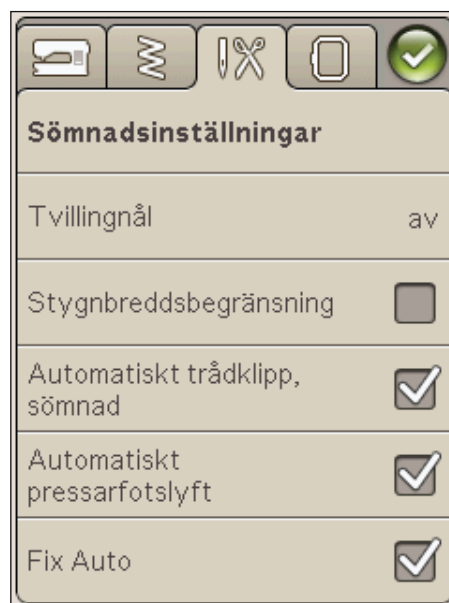 Sömnadsinställningar
Tvillingnål av
Stygnbreddsbegränsning
Automatiskt trådklipp,
sömnad
Automatiskt
pressarfotslyft
Fix Auto